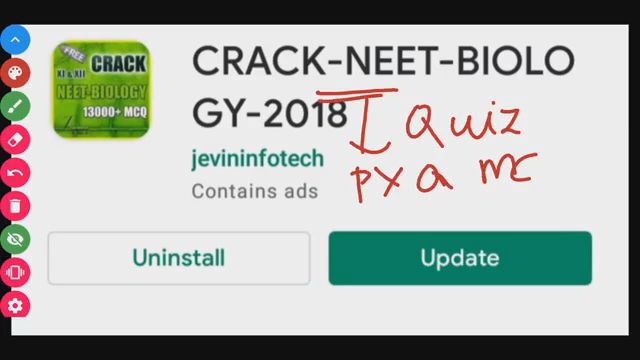 FREE
XI & XII
CRACK
NEET-BIOLOGY
13000+ MCQ
CRACK-NEET-BIOLO
GY-2018
I Quiz
PX Q MC
jevininfotech
Contains ads
Uninstall
Update